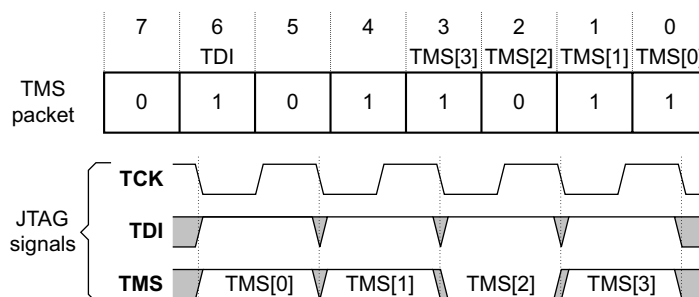 7 6 5 4 3 2 1 0
TDI TMS[3] TMS[2] TMS[1] TMS[0]
TMS packet 0 1 0 1 1 0 1 1
TCK
JTAG signals
TDI
TMS TMS[0] TMS[1] TMS[2] TMS[3]